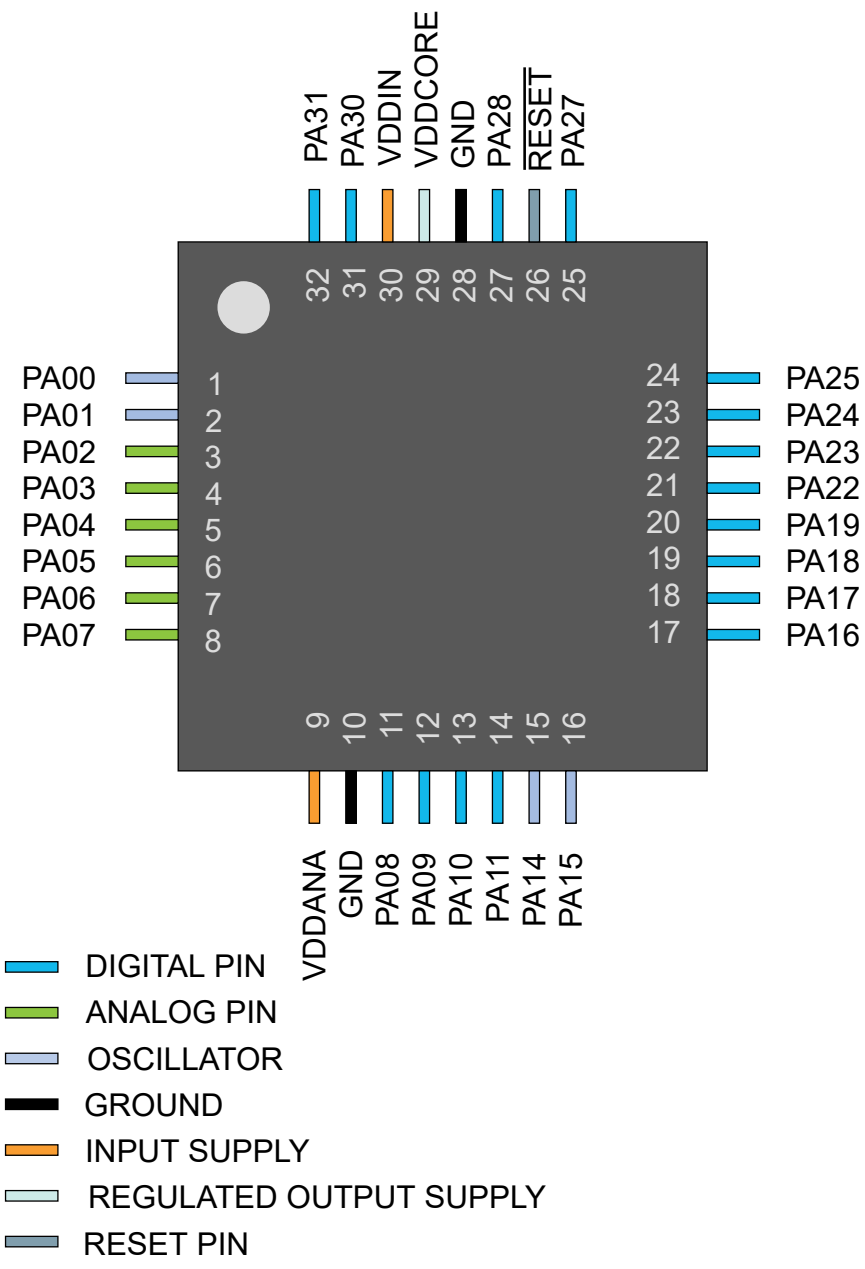 PA31
PA30
VDDIN
VDDCORE
GND
PA28
RESET
PA27
32
31
30
29
28
27
26
25
PA00 1
PA01 2
PA02 3
PA03 4
PA04 5
PA05 6
PA06 7
PA07 8
24 PA25
23 PA24
22 PA23
21 PA22
20 PA19
19 PA18
18 PA17
17 PA16
9
10
11
12
13
14
15
16
VDDANA
GND
PA08
PA09
PA10
PA11
PA14
PA15
DIGITAL PIN
ANALOG PIN
OSCILLATOR
GROUND
INPUT SUPPLY
REGULATED OUTPUT SUPPLY
RESET PIN